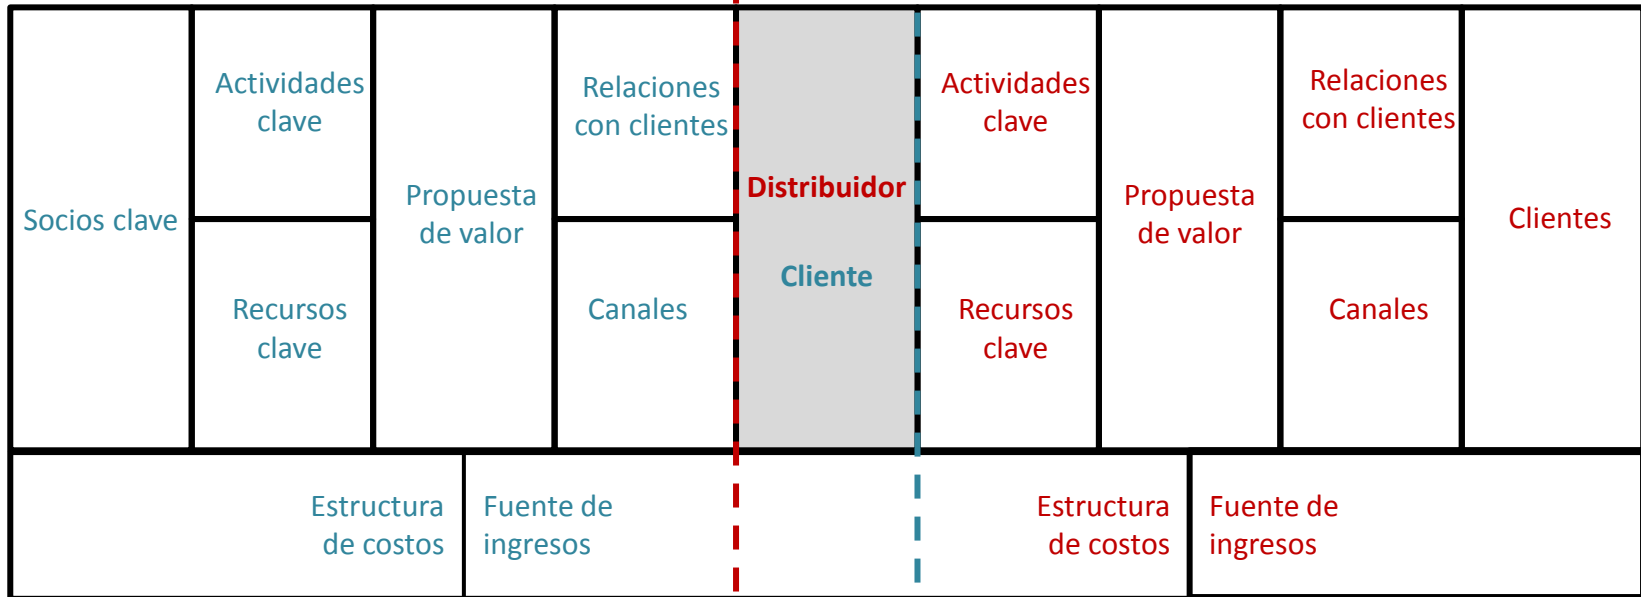 Socios clave
Actividades
clave
Recursos
clave
Propuesta
de valor
Relaciones
con clientes
Canales
Distribuidor
Cliente
Actividades
clave
Recursos
clave
Propuesta
de valor
Relaciones
con clientes
Canales
Clientes
Estructura
de costos
Fuente de
ingresos
Estructura
de costos
Fuente de
ingresos